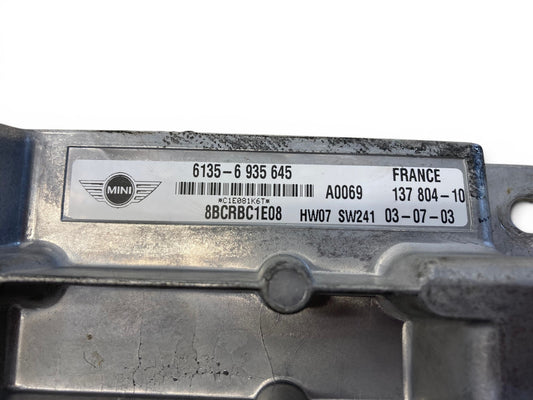 MINI
6135-6 935 645
*C1E081K6T*
8BCRBC1E08
A0069
HW07 SW241
FRANCE
137 804-10
03-07-03